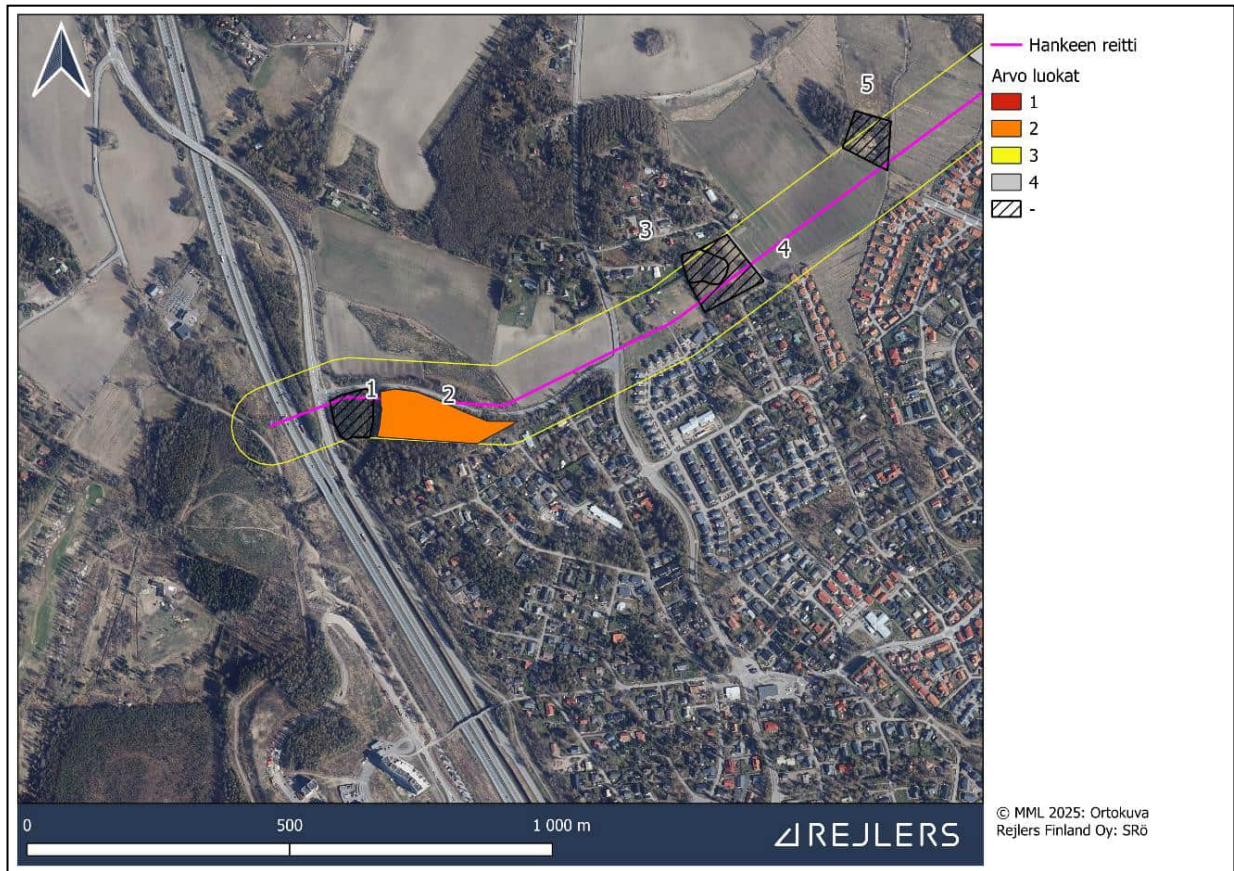 Hankeen reitti
Arvo luokat
1
2
3
4
-
5
3
4
1
2
0
500
1 000 m
REJLERS
© MML 2025: Ortokuva
Rejlers Finland Oy: SRö